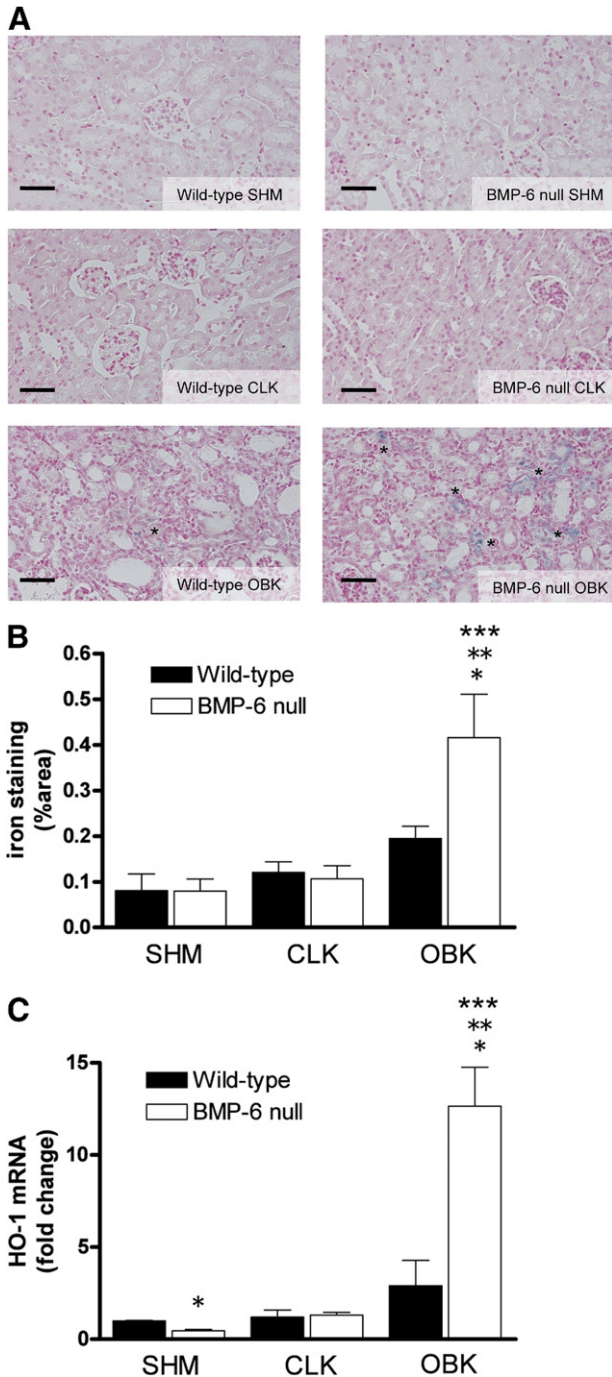 A
Wild-type SHM
BMP-6 null SHM
Wild-type CLK
BMP-6 null CLK
*
Wild-type OBK
*
*
*
*
*
BMP-6 null OBK
B
iron staining
(%area)
0.6
0.5
0.4
0.3
0.2
0.1
0.0
Wild-type
BMP-6 null
***
**
*
SHM CLK OBK
C
HO-1 mRNA
(fold change)
15
10
5
0
Wild-type
BMP-6 null
*
***
**
*
SHM CLK OBK